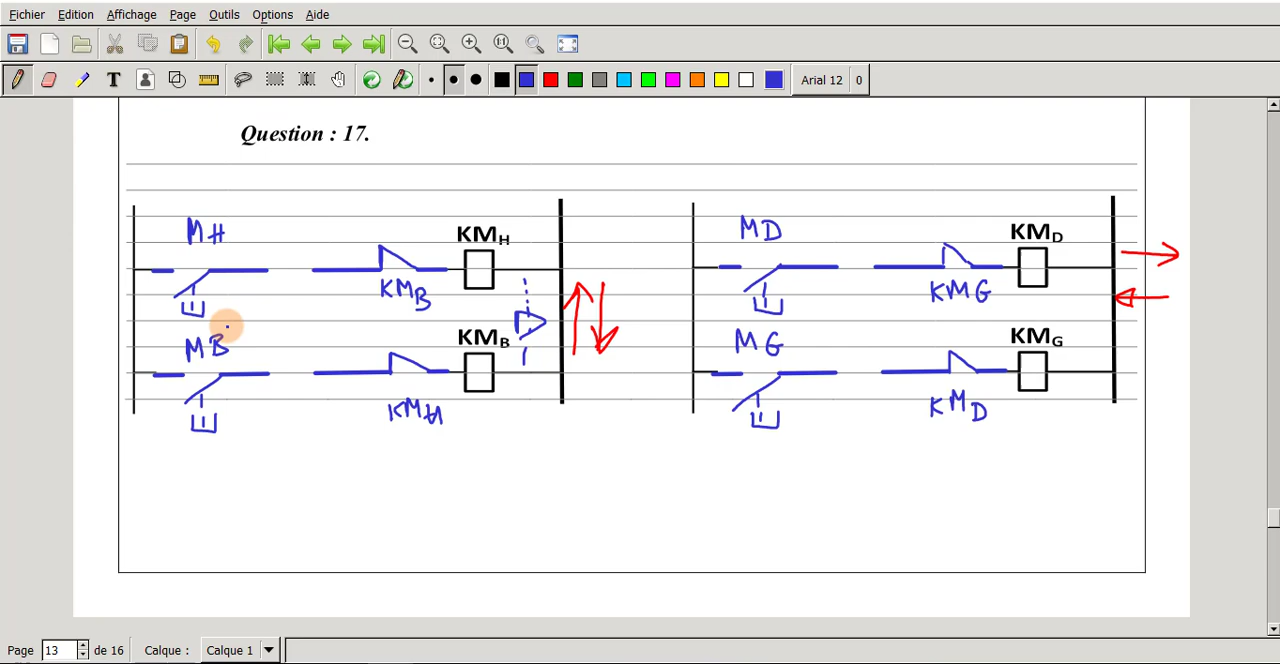 Fichier Edition Affichage Page Outils Options Aide
Arial 12 0
Question : 17.
MH KMH MD KMD
KMB KMG
MB KMB MG KMG
KMH KMD
Page 13 de 16 Calque : Calque 1